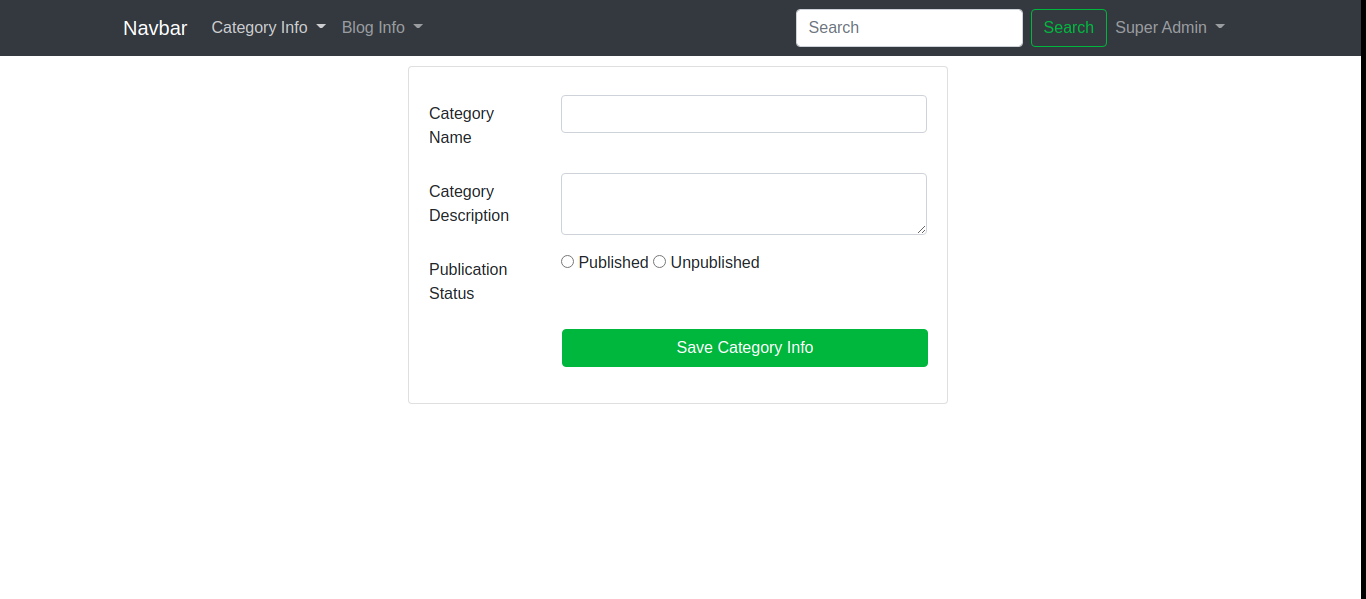 Navbar Category Info Blog Info Search Search Super Admin
Category
Name
Category
Description
Published Unpublished
Publication
Status
Save Category Info